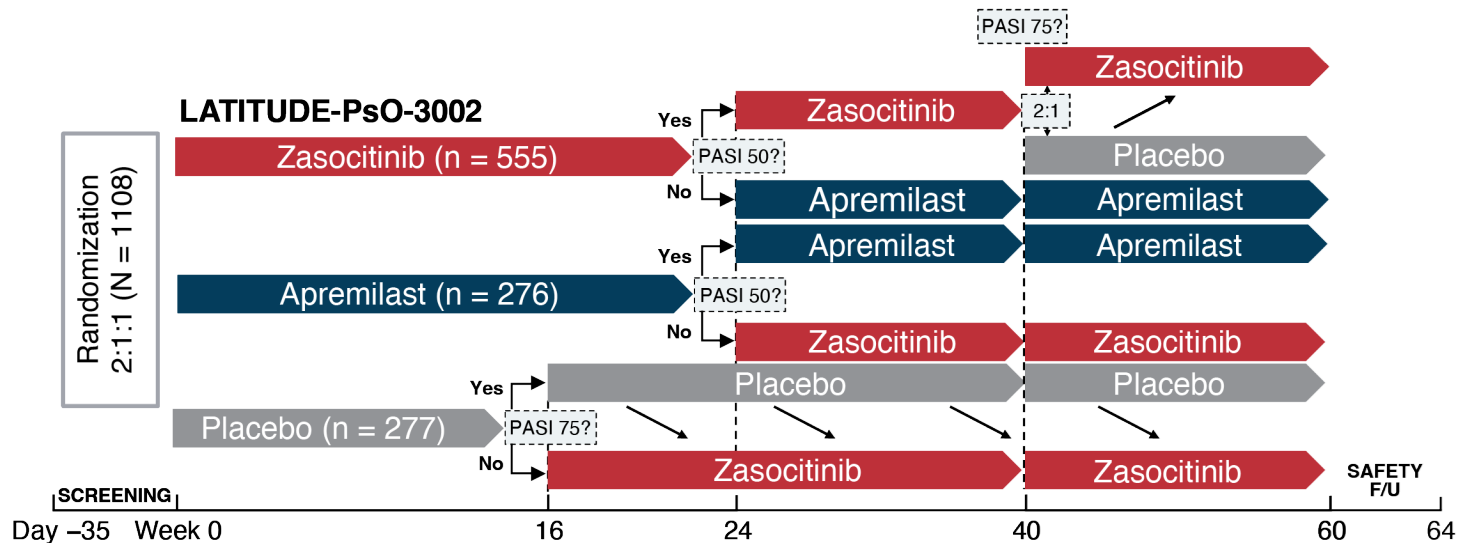 PASI 75?
Zasocitinib
LATITUDE-PsO-3002
Yes
Zasocitinib
2:1
Randomization
2:1:1 (N = 1108)
Zasocitinib (n = 555)
PASI 50?
Placebo
No
Apremilast
Apremilast
Yes
Apremilast
Apremilast
Apremilast (n = 276)
PASI 50?
No
Zasocitinib
Zasocitinib
Yes
Placebo
Placebo
Placebo (n = 277)
PASI 75?
No
Zasocitinib
Zasocitinib
SCREENING
SAFETY
F/U
Day –35 Week 0 16 24 40 60 64